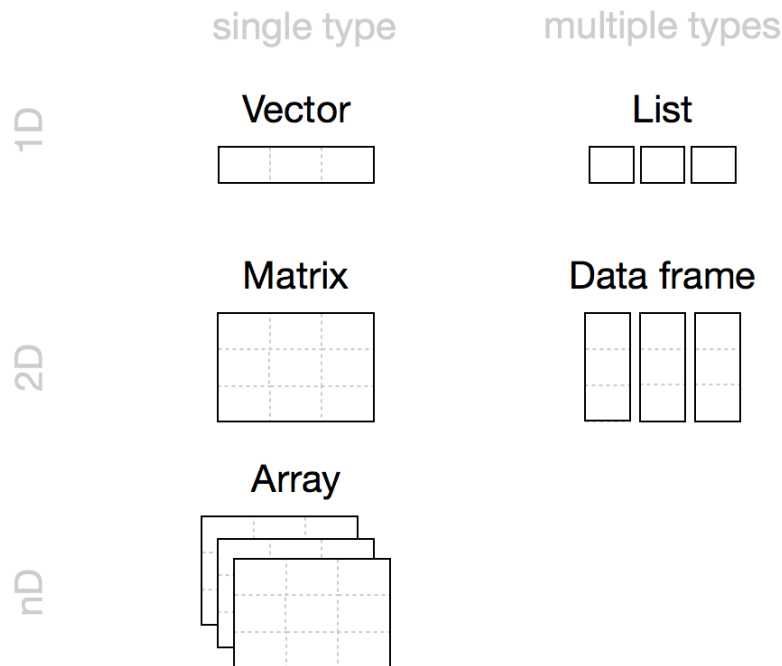 single type
multiple types
1D
Vector
List
2D
Matrix
Data frame
nD
Array